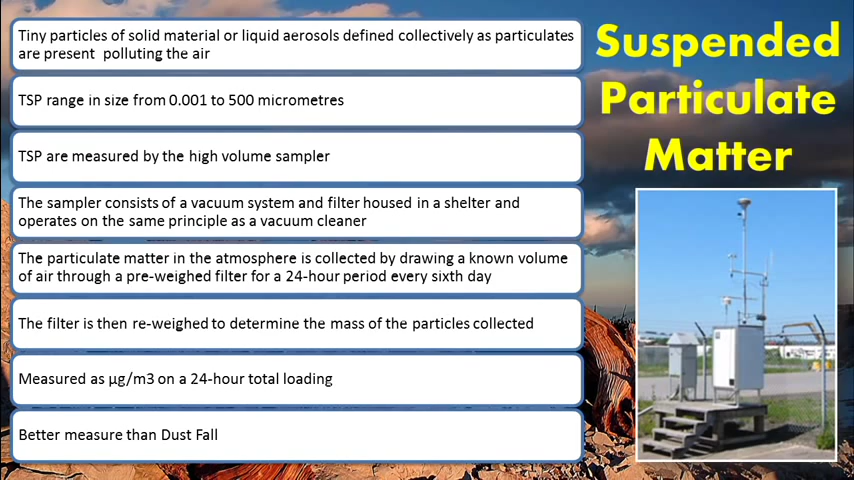 Suspended
Particulate
Matter
Tiny particles of solid material or liquid aerosols defined collectively as particulates
are present polluting the air
TSP range in size from 0.001 to 500 micrometres
TSP are measured by the high volume sampler
The sampler consists of a vacuum system and filter housed in a shelter and
operates on the same principle as a vacuum cleaner
The particulate matter in the atmosphere is collected by drawing a known volume
of air through a pre-weighed filter for a 24-hour period every sixth day
The filter is then re-weighed to determine the mass of the particles collected
Measured as µg/m3 on a 24-hour total loading
Better measure than Dust Fall